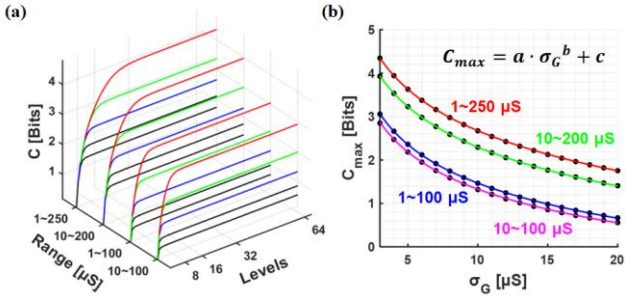 (a)
C [Bits]
4
3
2
1
1~250
10~200
1~100
10~100
Range [μS]
8
16
32
64
Levels
(b)
C_max [Bits]
5
4
3
2
1
0
C_max = a · σ_G^b + c
1~250 μS
10~200 μS
1~100 μS
10~100 μS
5
10
15
20
σ_G [μS]